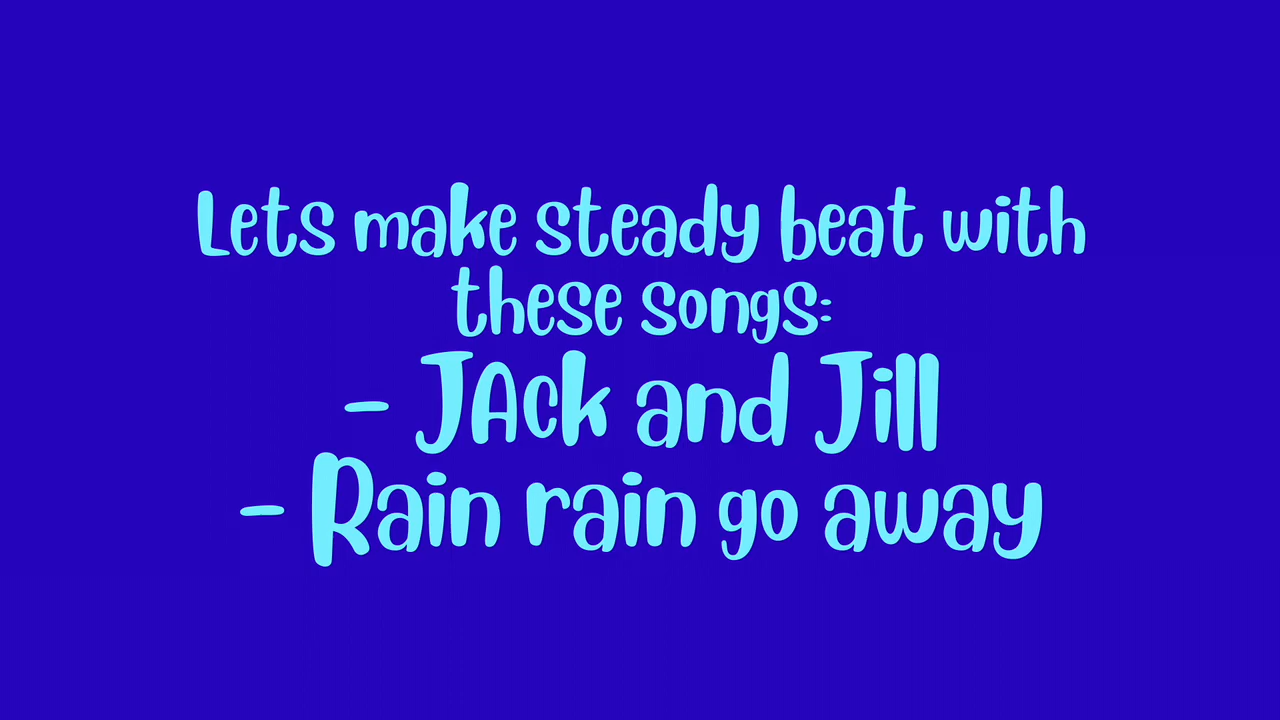 Lets make steady beat with
these songs:
- JAck and Jill
- Rain rain go away